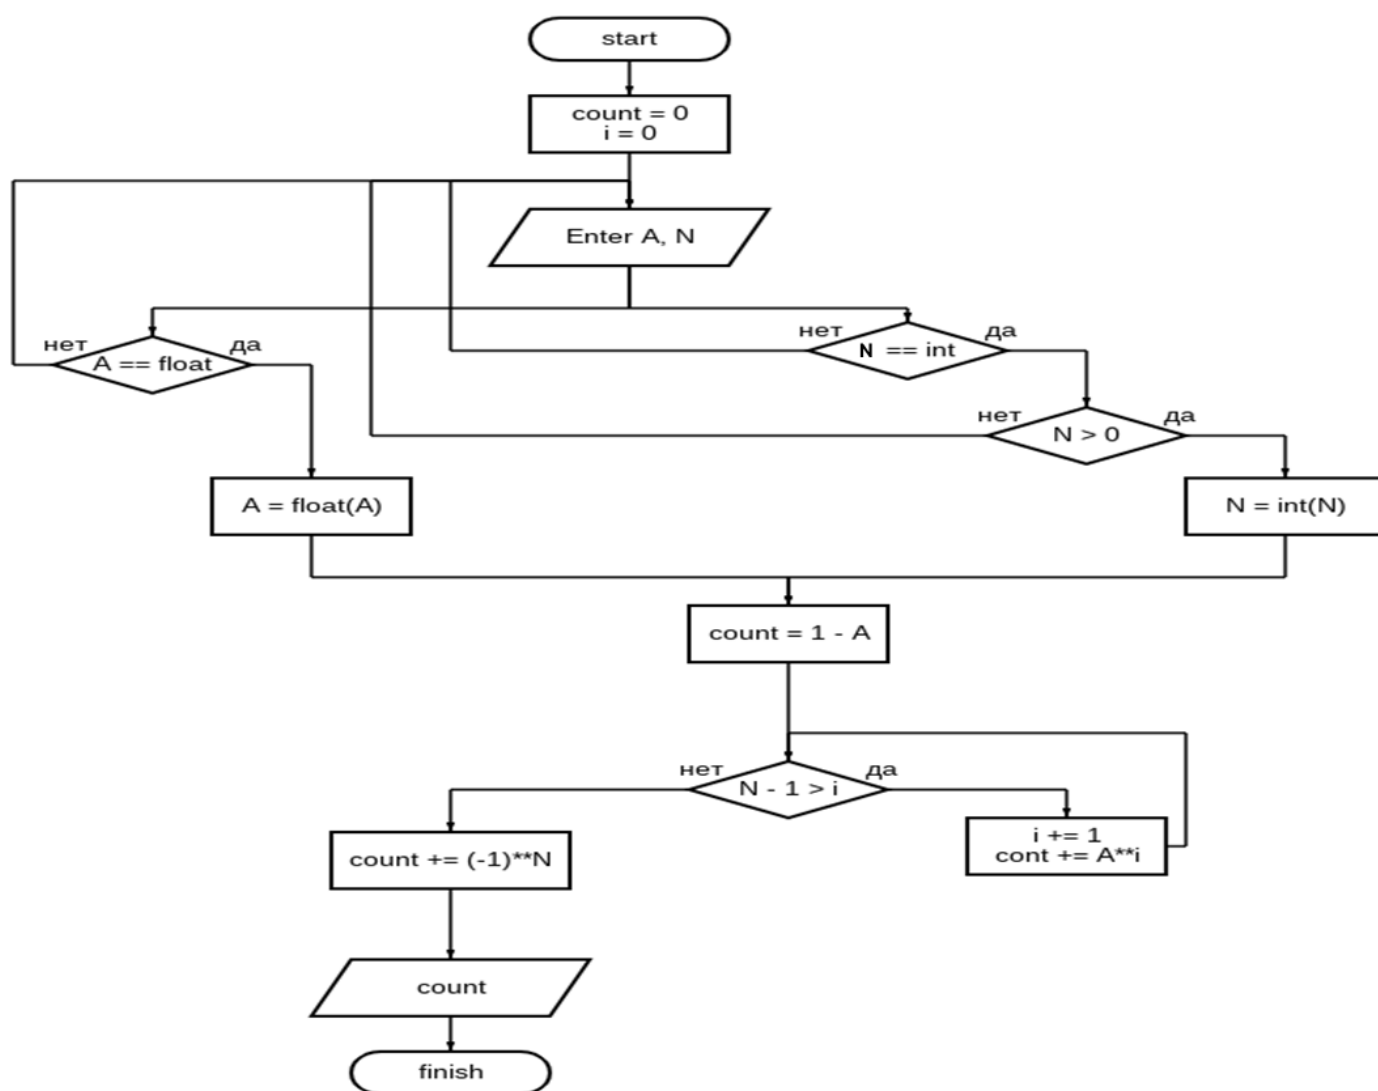 start
count = 0
i = 0
Enter A, N
нет
да
A == float
нет
да
N == int
нет
да
N > 0
A = float(A)
N = int(N)
count = 1 - A
нет
да
N - 1 > i
i += 1
cont += A**i
count += (-1)**N
count
finish